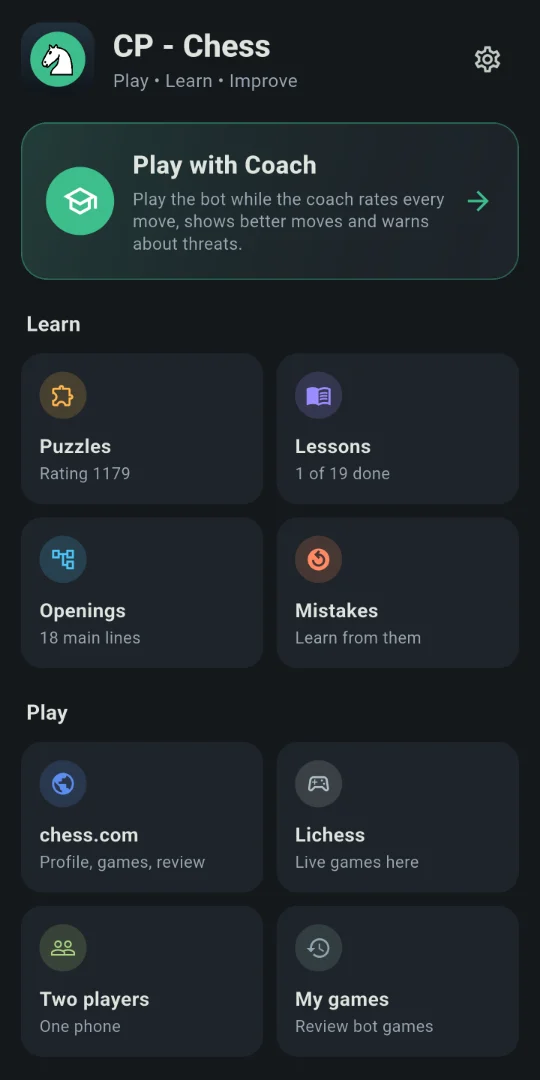 CP - Chess
Play • Learn • Improve
Play with Coach
Play the bot while the coach rates every
move, shows better moves and warns
about threats.
Learn
Puzzles
Rating 1179
Lessons
1 of 19 done
Openings
18 main lines
Mistakes
Learn from them
Play
chess.com
Profile, games, review
Lichess
Live games here
Two players
One phone
My games
Review bot games